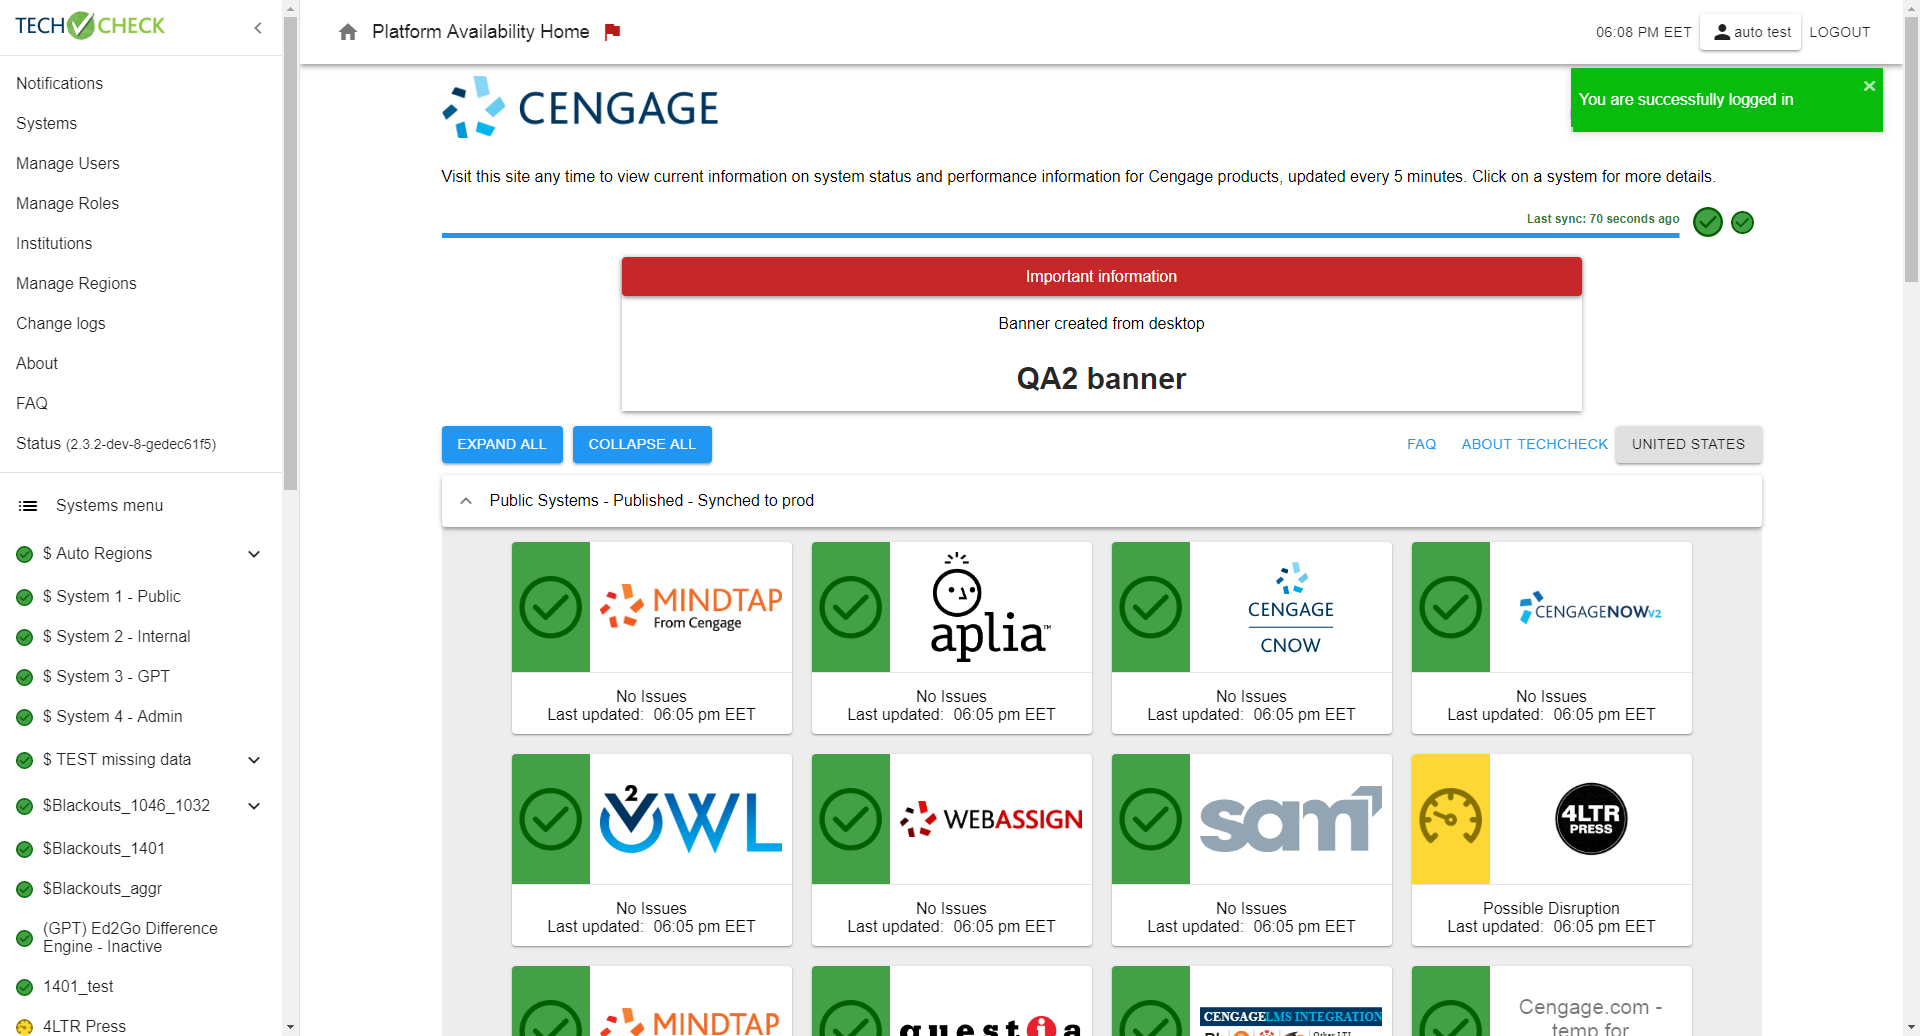 TECH CHECK
Notifications
Systems
Manage Users
Manage Roles
Institutions
Manage Regions
Change logs
About
FAQ
Status (2.3.2-dev-8-gedec61f5)
Systems menu
$ Auto Regions
$ System 1 - Public
$ System 2 - Internal
$ System 3 - GPT
$ System 4 - Admin
$ TEST missing data
$Blackouts_1046_1032
$Blackouts_1401
$Blackouts_aggr
(GPT) Ed2Go Difference
Engine - Inactive
1401_test
4LTR Press
Platform Availability Home
06:08 PM EET
auto test
LOGOUT
You are successfully logged in
CENGAGE
Visit this site any time to view current information on system status and performance information for Cengage products, updated every 5 minutes. Click on a system for more details.
Last sync: 70 seconds ago
Important information
Banner created from desktop
QA2 banner
EXPAND ALL
COLLAPSE ALL
FAQ
ABOUT TECHCHECK
UNITED STATES
Public Systems - Published - Synched to prod
MINDTAP
From Cengage
No Issues
Last updated: 06:05 pm EET
aplia™
No Issues
Last updated: 06:05 pm EET
CENGAGE
CNOW
No Issues
Last updated: 06:05 pm EET
CENGAGENOWv2
No Issues
Last updated: 06:05 pm EET
OWL
v2
No Issues
Last updated: 06:05 pm EET
WEBASSIGN
No Issues
Last updated: 06:05 pm EET
sam
No Issues
Last updated: 06:05 pm EET
4LTR
PRESS
Possible Disruption
Last updated: 06:05 pm EET
MINDTAP
questia
CENGAGELMS INTEGRATION
Other LTI
Cengage.com -
temp for